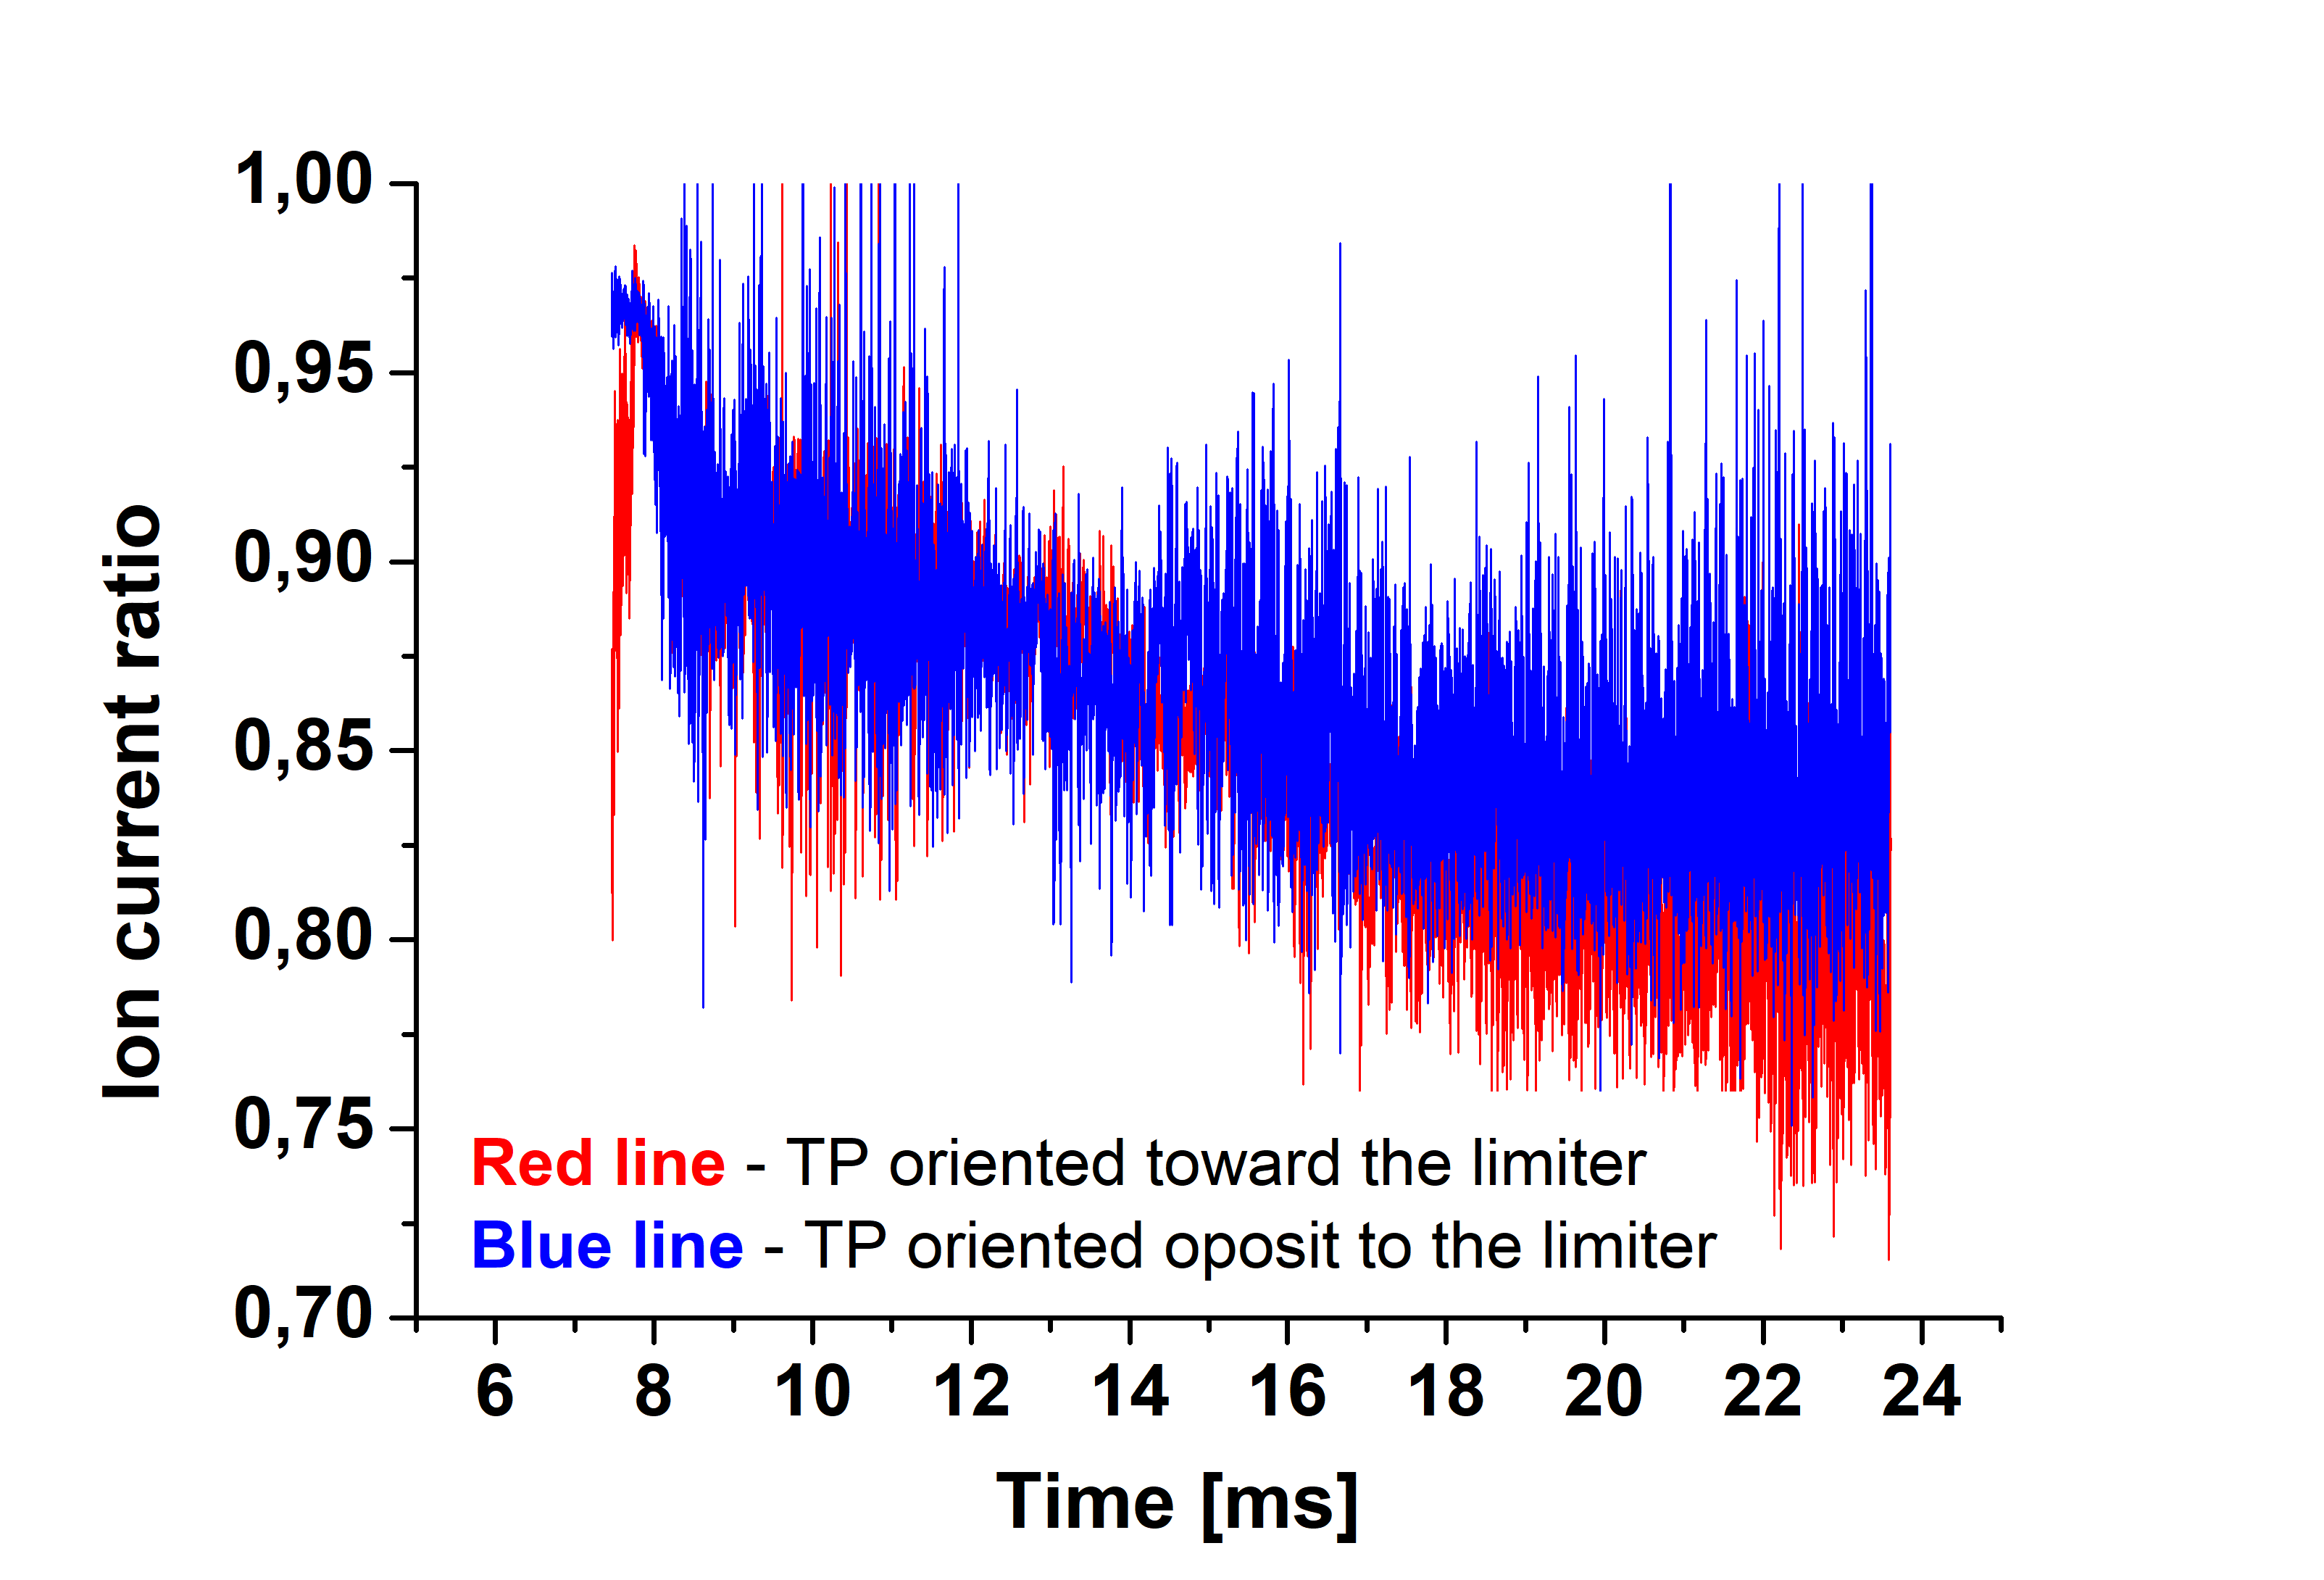 1,00
0,95
0,90
0,85
0,80
0,75
0,70
Ion current ratio
Red line - TP oriented toward the limiter
Blue line - TP oriented oposit to the limiter
6 8 10 12 14 16 18 20 22 24
Time [ms]